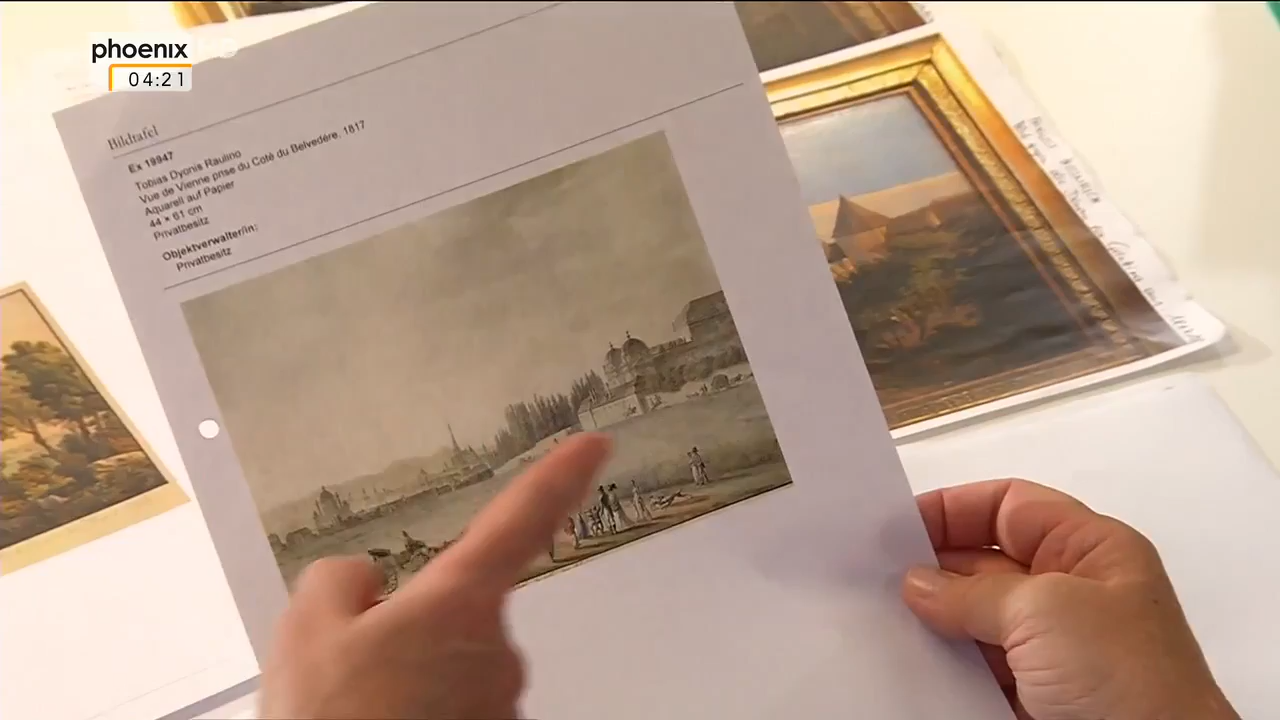 phoenix HD
04:21
Bildtafel
Ex 19947
Tobias Dyonis Raulino
Vue de Vienne prise du Coté du Belvedère, 1817
Aquarell auf Papier
44 × 61 cm
Privatbesitz
Objektverwalter/in:
Privatbesitz